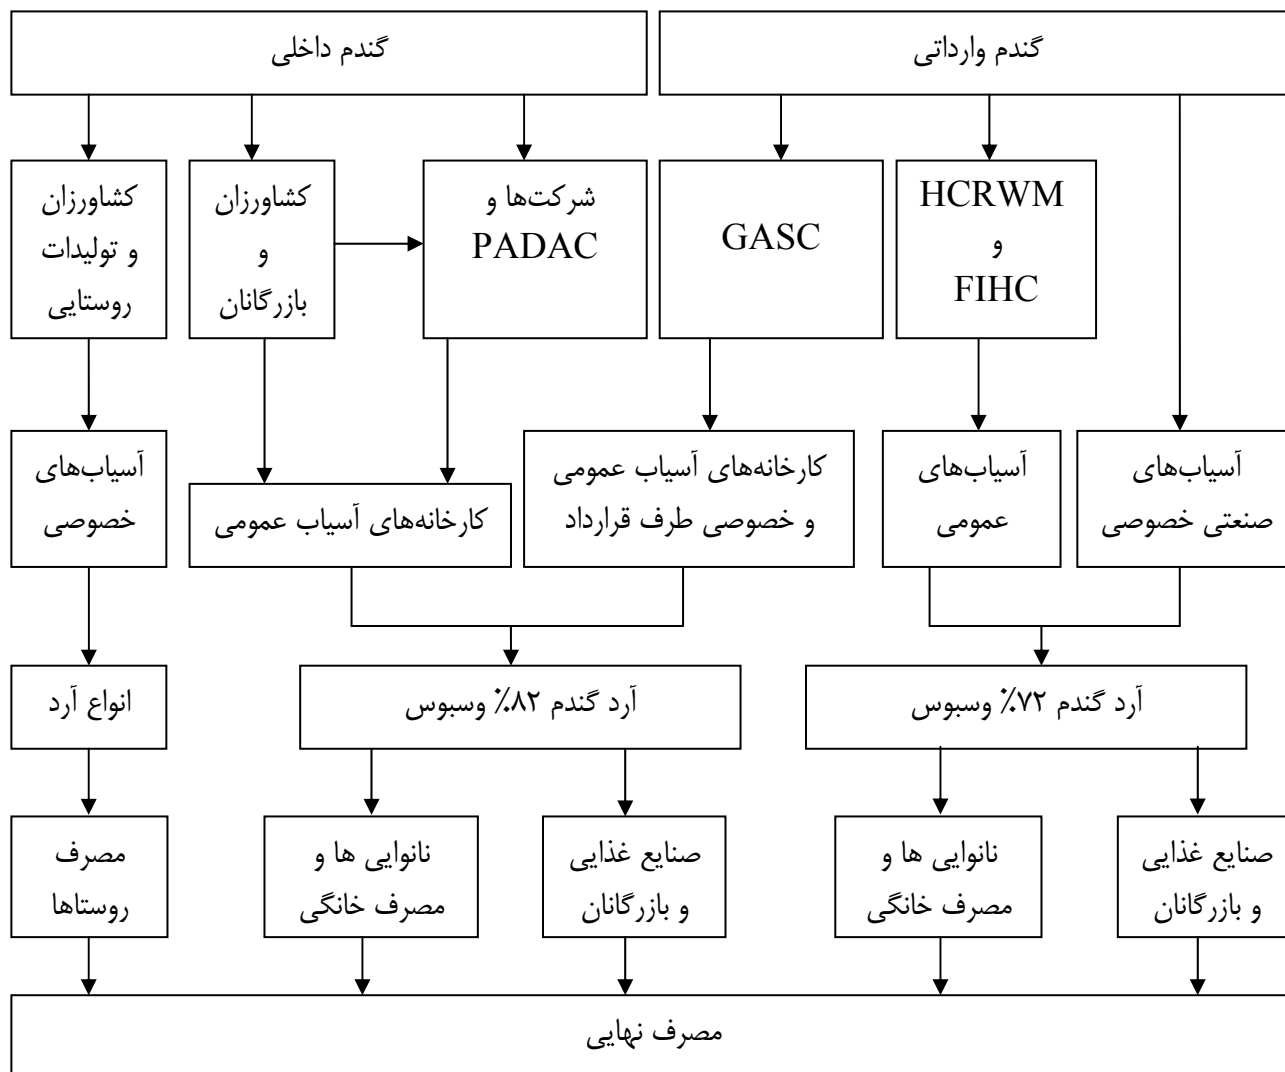 گندم وارداتی
گندم داخلی
HCRWM
و
FIHC
GASC
شرکت‌ها و
PADAC
کشاورزان
و
بازرگانان
کشاورزان
و تولیدات
روستایی
آسیاب‌های
صنعتی خصوصی
آسیاب‌های
عمومی
کارخانه‌های آسیاب عمومی
و خصوصی طرف قرارداد
کارخانه‌های آسیاب عمومی
آسیاب‌های
خصوصی
آرد گندم ۷۲٪ وسبوس
آرد گندم ۸۲٪ وسبوس
انواع آرد
صنایع غذایی
و بازرگانان
نانوایی ها و
مصرف خانگی
صنایع غذایی
و بازرگانان
نانوایی ها و
مصرف خانگی
مصرف
روستاها
مصرف نهایی